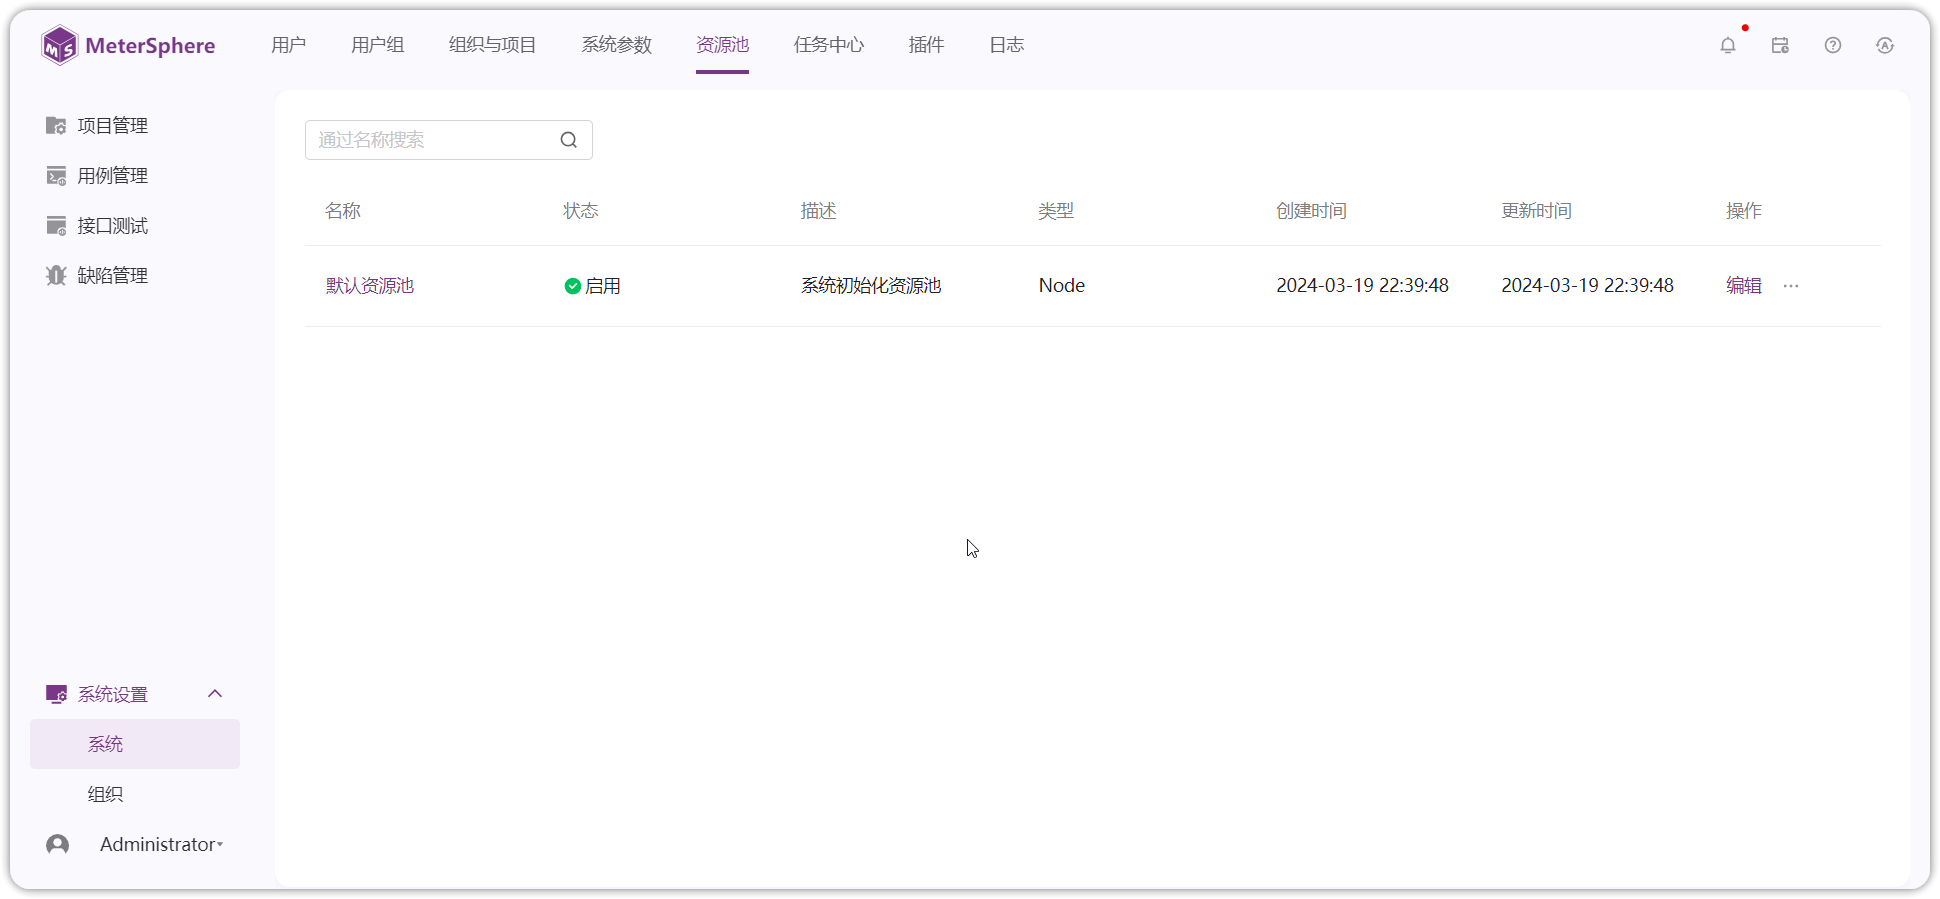 MeterSphere 用户 用户组 组织与项目 系统参数 资源池 任务中心 插件 日志
项目管理
用例管理
接口测试
缺陷管理
系统设置
系统
组织
Administrator
通过名称搜索
名称 状态 描述 类型 创建时间 更新时间 操作
默认资源池 启用 系统初始化资源池 Node 2024-03-19 22:39:48 2024-03-19 22:39:48 编辑 ···